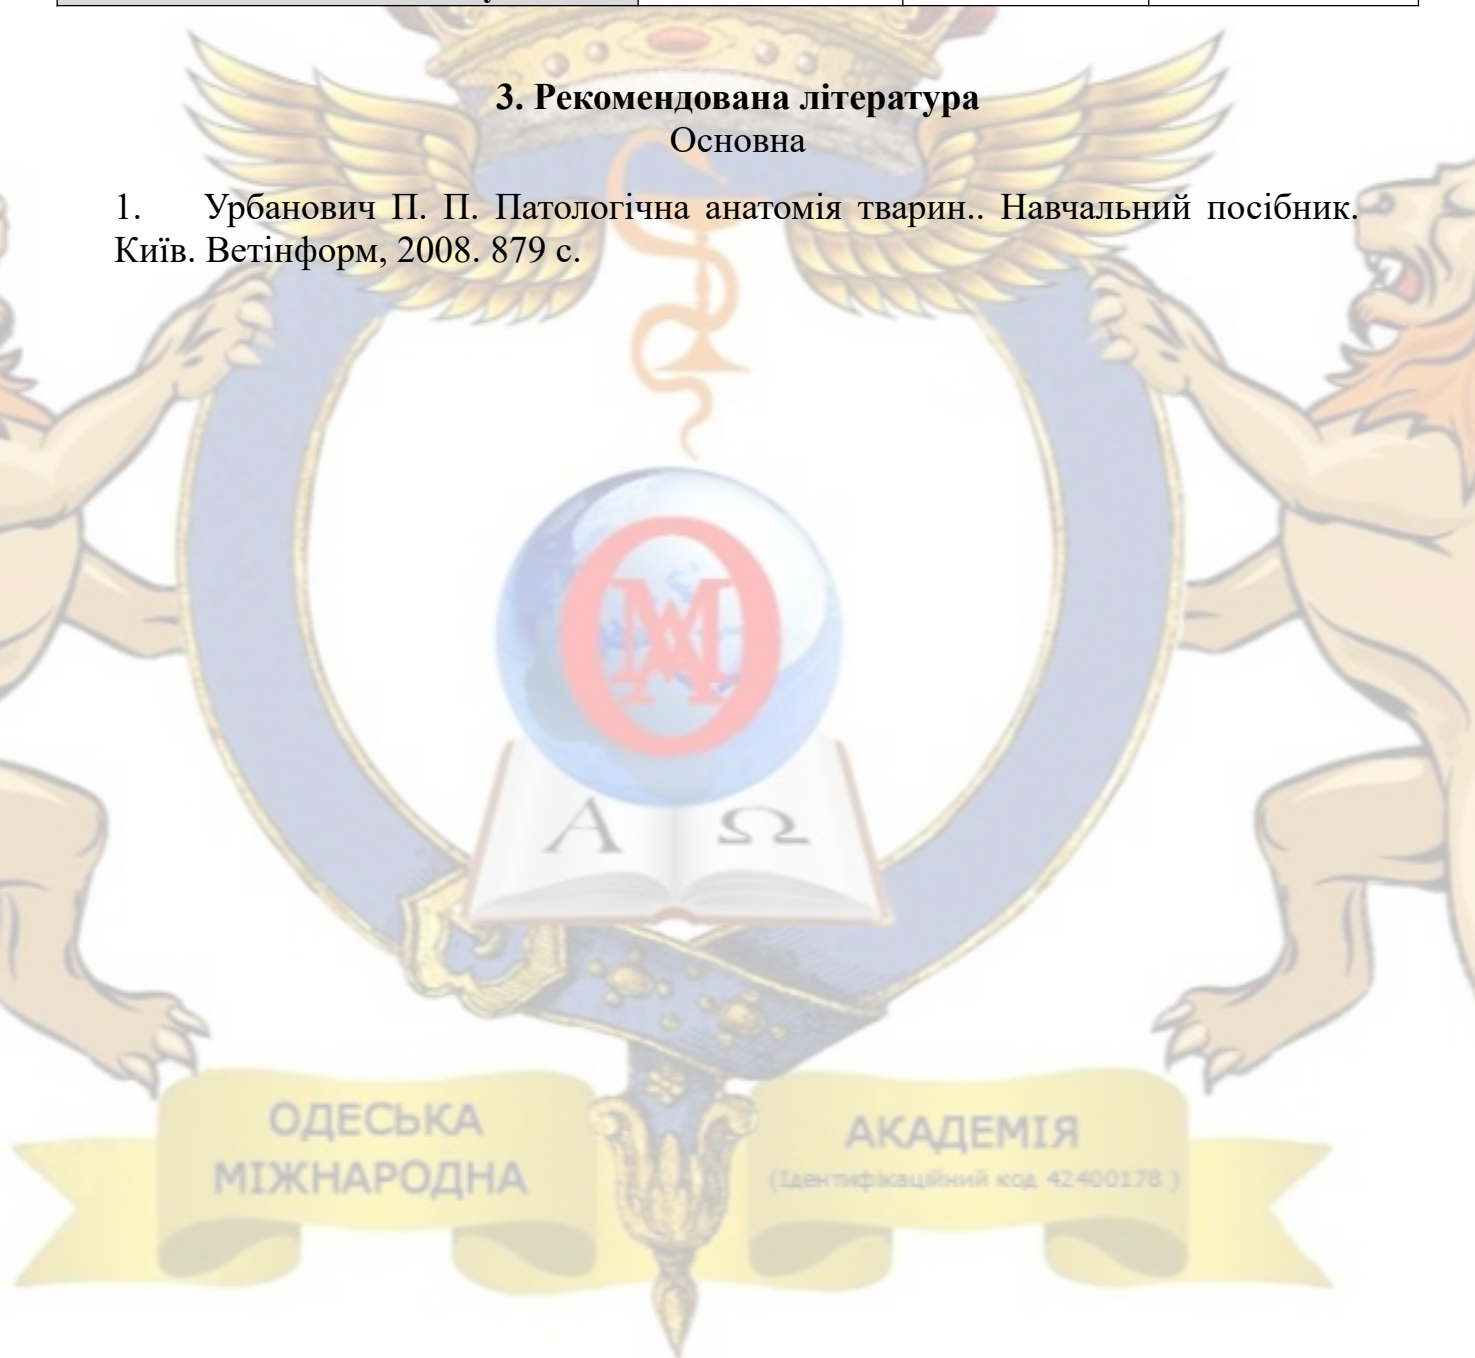 3. Рекомендована література
Основна
1. Урбанович П. П. Патологічна анатомія тварин.. Навчальний посібник.
Київ. Ветінформ, 2008. 879 с.
ОМА
Α Ω
ОДЕСЬКА
МІЖНАРОДНА
АКАДЕМІЯ
(Ідентифікаційний код 42400178 )